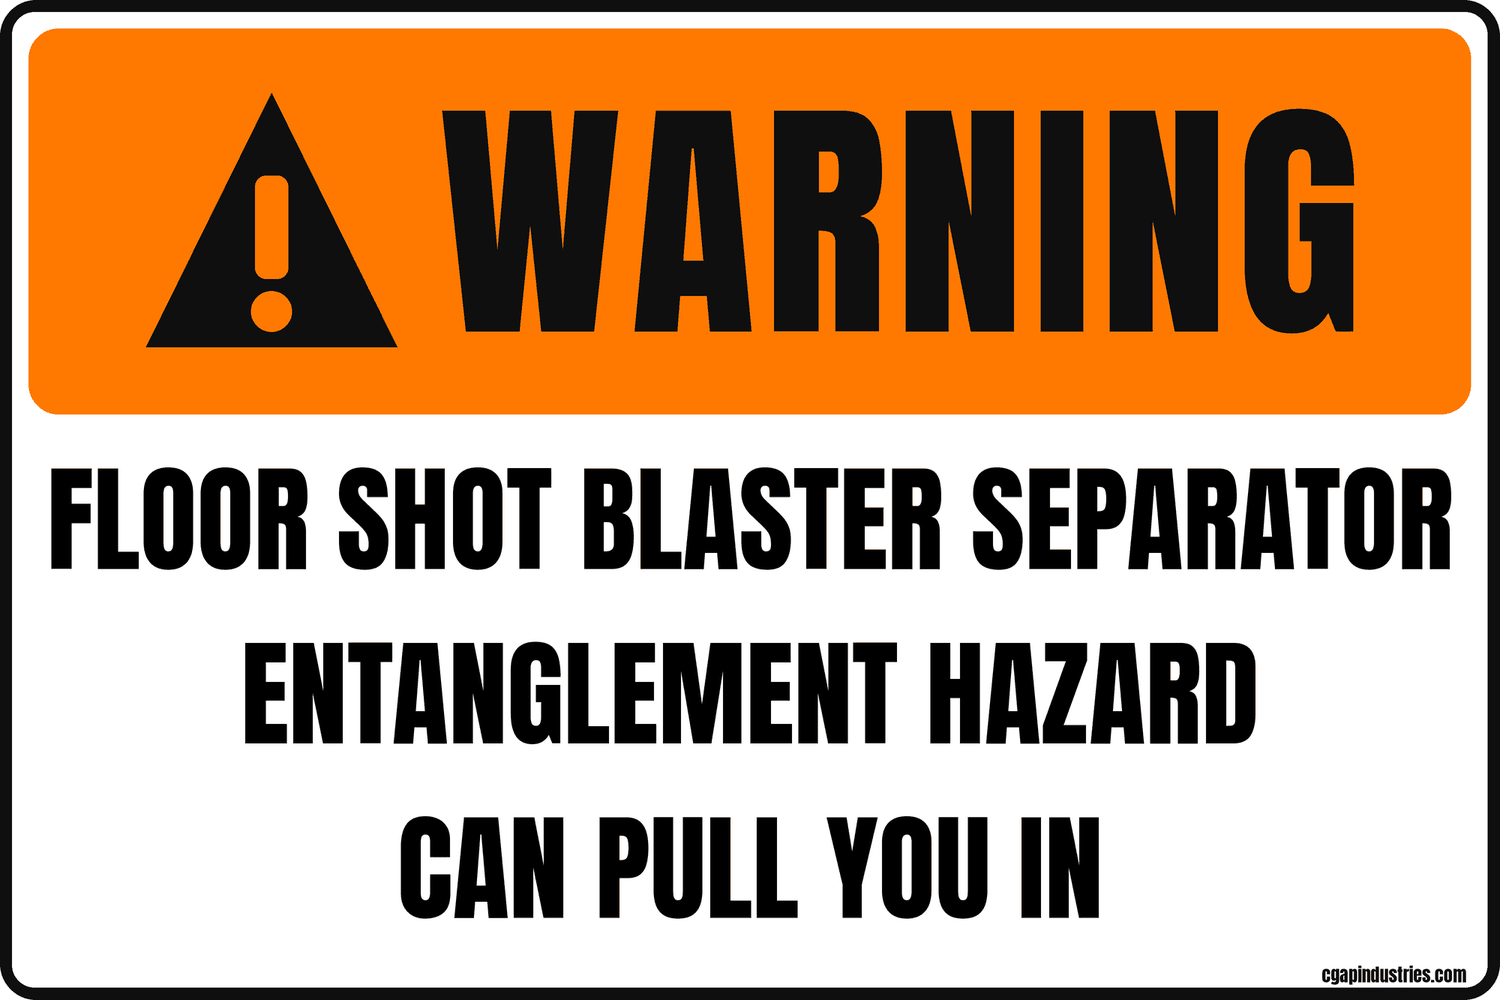 WARNING
FLOOR SHOT BLASTER SEPARATOR
ENTANGLEMENT HAZARD
CAN PULL YOU IN
cgapindustries.com